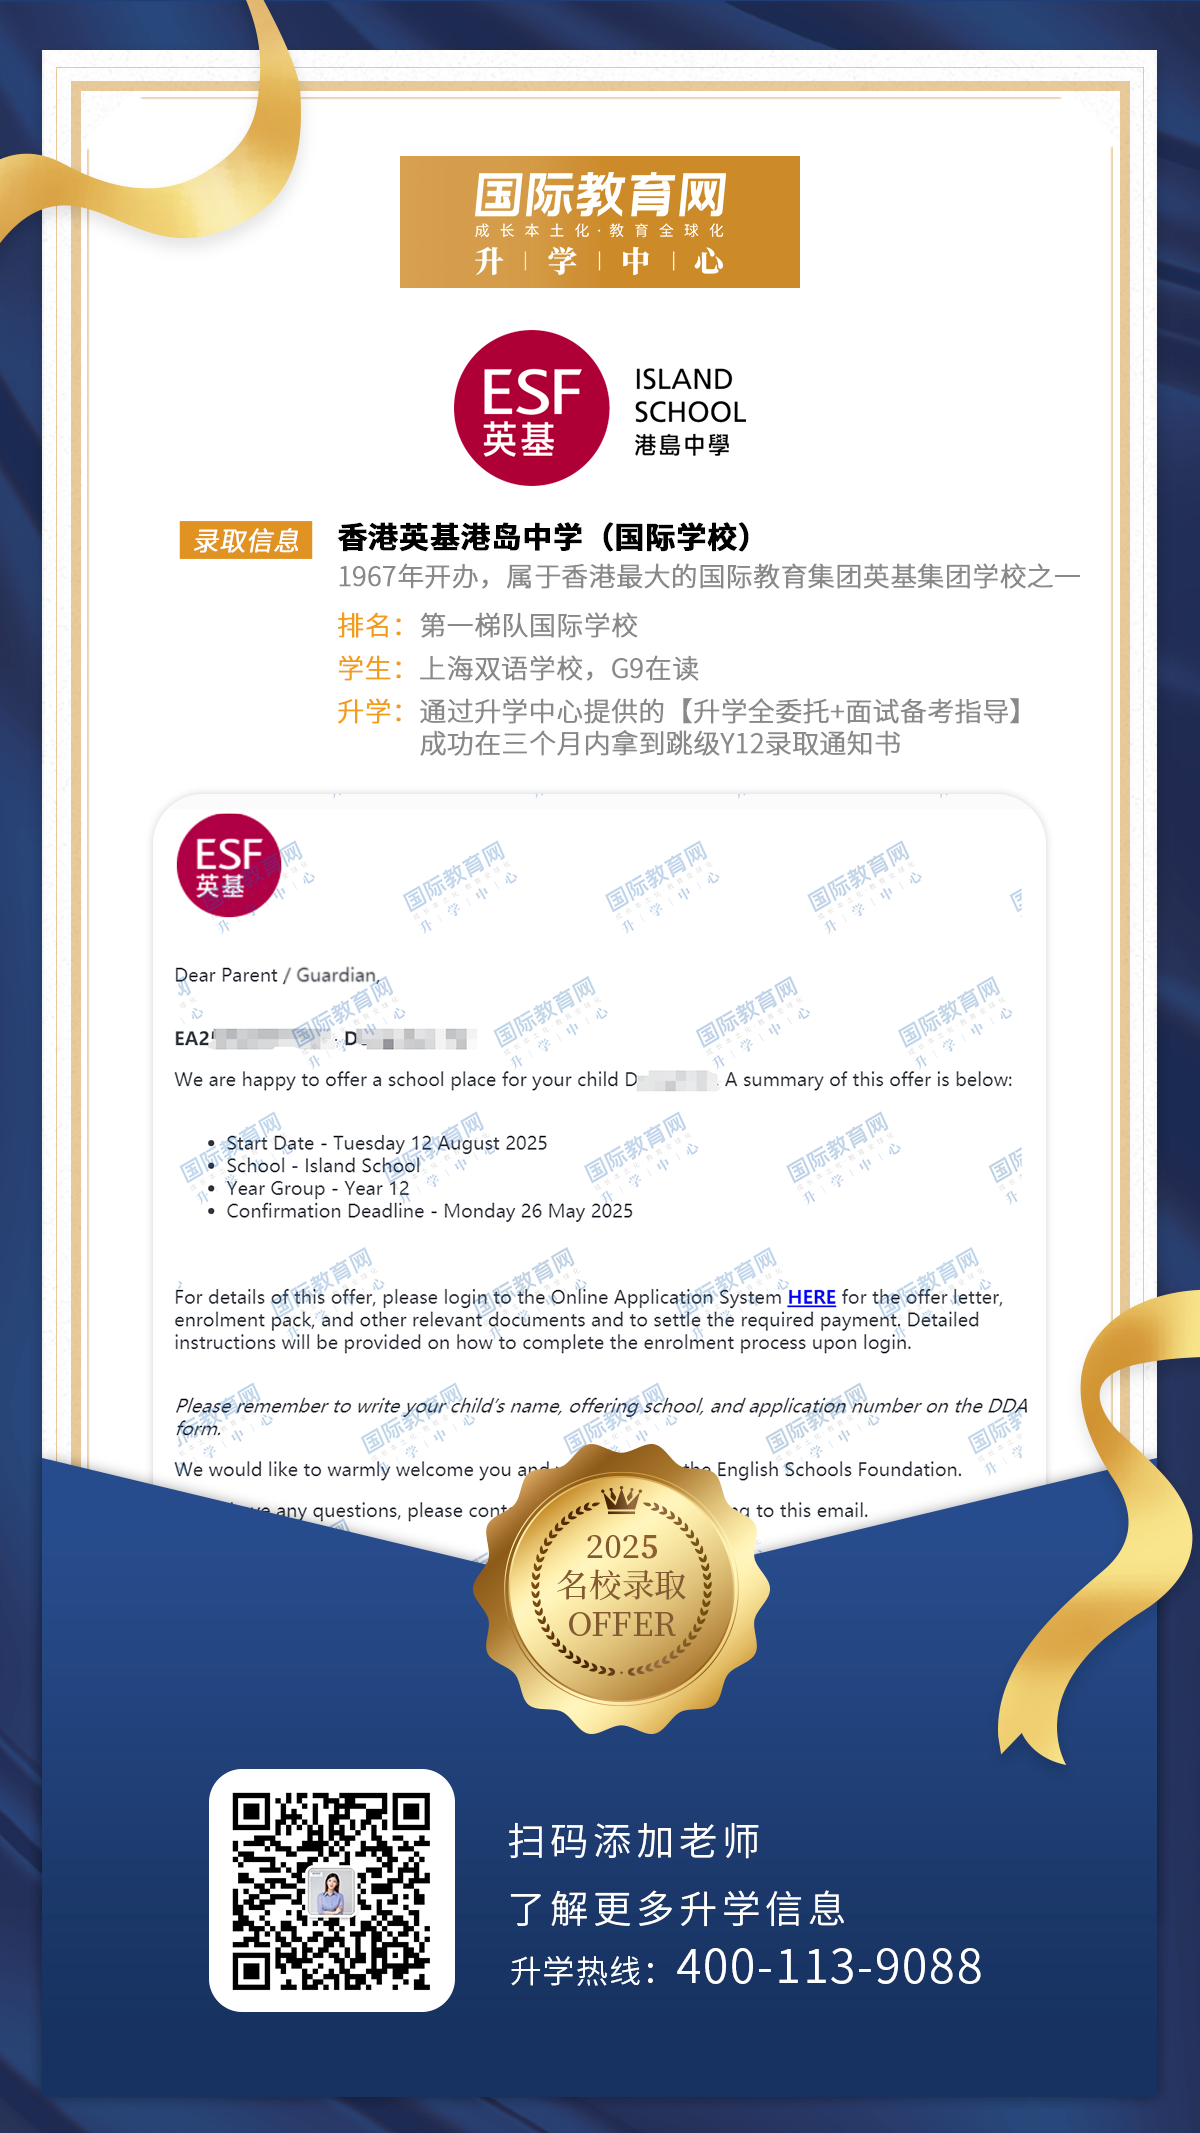 国际教育网
成长本土化·教育全球化
升|学|中|心
ESF
英基
ISLAND
SCHOOL
港島中學
录取信息
香港英基港岛中学（国际学校）
1967年开办，属于香港最大的国际教育集团英基集团学校之一
排名：第一梯队国际学校
学生：上海双语学校，G9在读
升学：通过升学中心提供的【升学全委托+面试备考指导】
成功在三个月内拿到跳级Y12录取通知书
ESF
英基
Dear Parent / Guardian,
EA2
We are happy to offer a school place for your child D. A summary of this offer is below:
• Start Date - Tuesday 12 August 2025
• School - Island School
• Year Group - Year 12
• Confirmation Deadline - Monday 26 May 2025
For details of this offer, please login to the Online Application System HERE for the offer letter,
enrolment pack, and other relevant documents and to settle the required payment. Detailed
instructions will be provided on how to complete the enrolment process upon login.
Please remember to write your child's name, offering school, and application number on the DDA
form.
We would like to warmly welcome you and the English Schools Foundation.
any questions, please to this email.
2025
名校录取
OFFER
扫码添加老师
了解更多升学信息
升学热线：400-113-9088